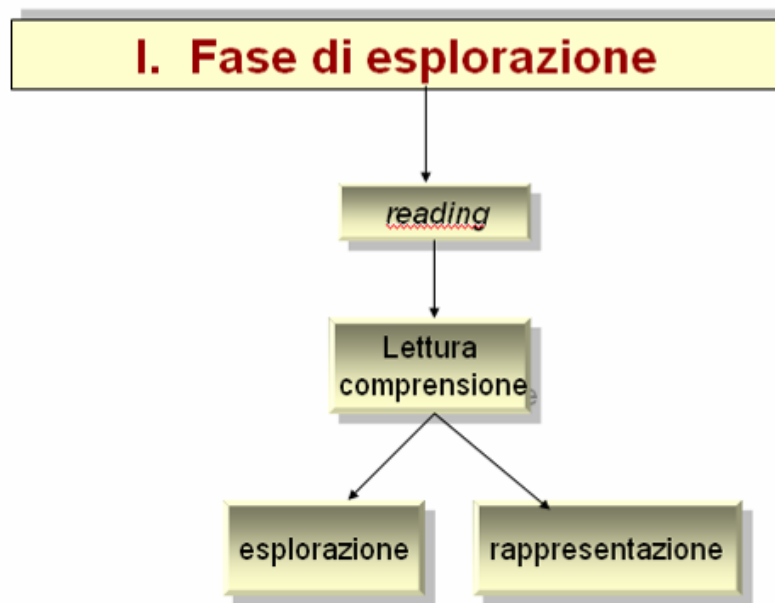 I. Fase di esplorazione
reading
Lettura
comprensione
esplorazione
rappresentazione